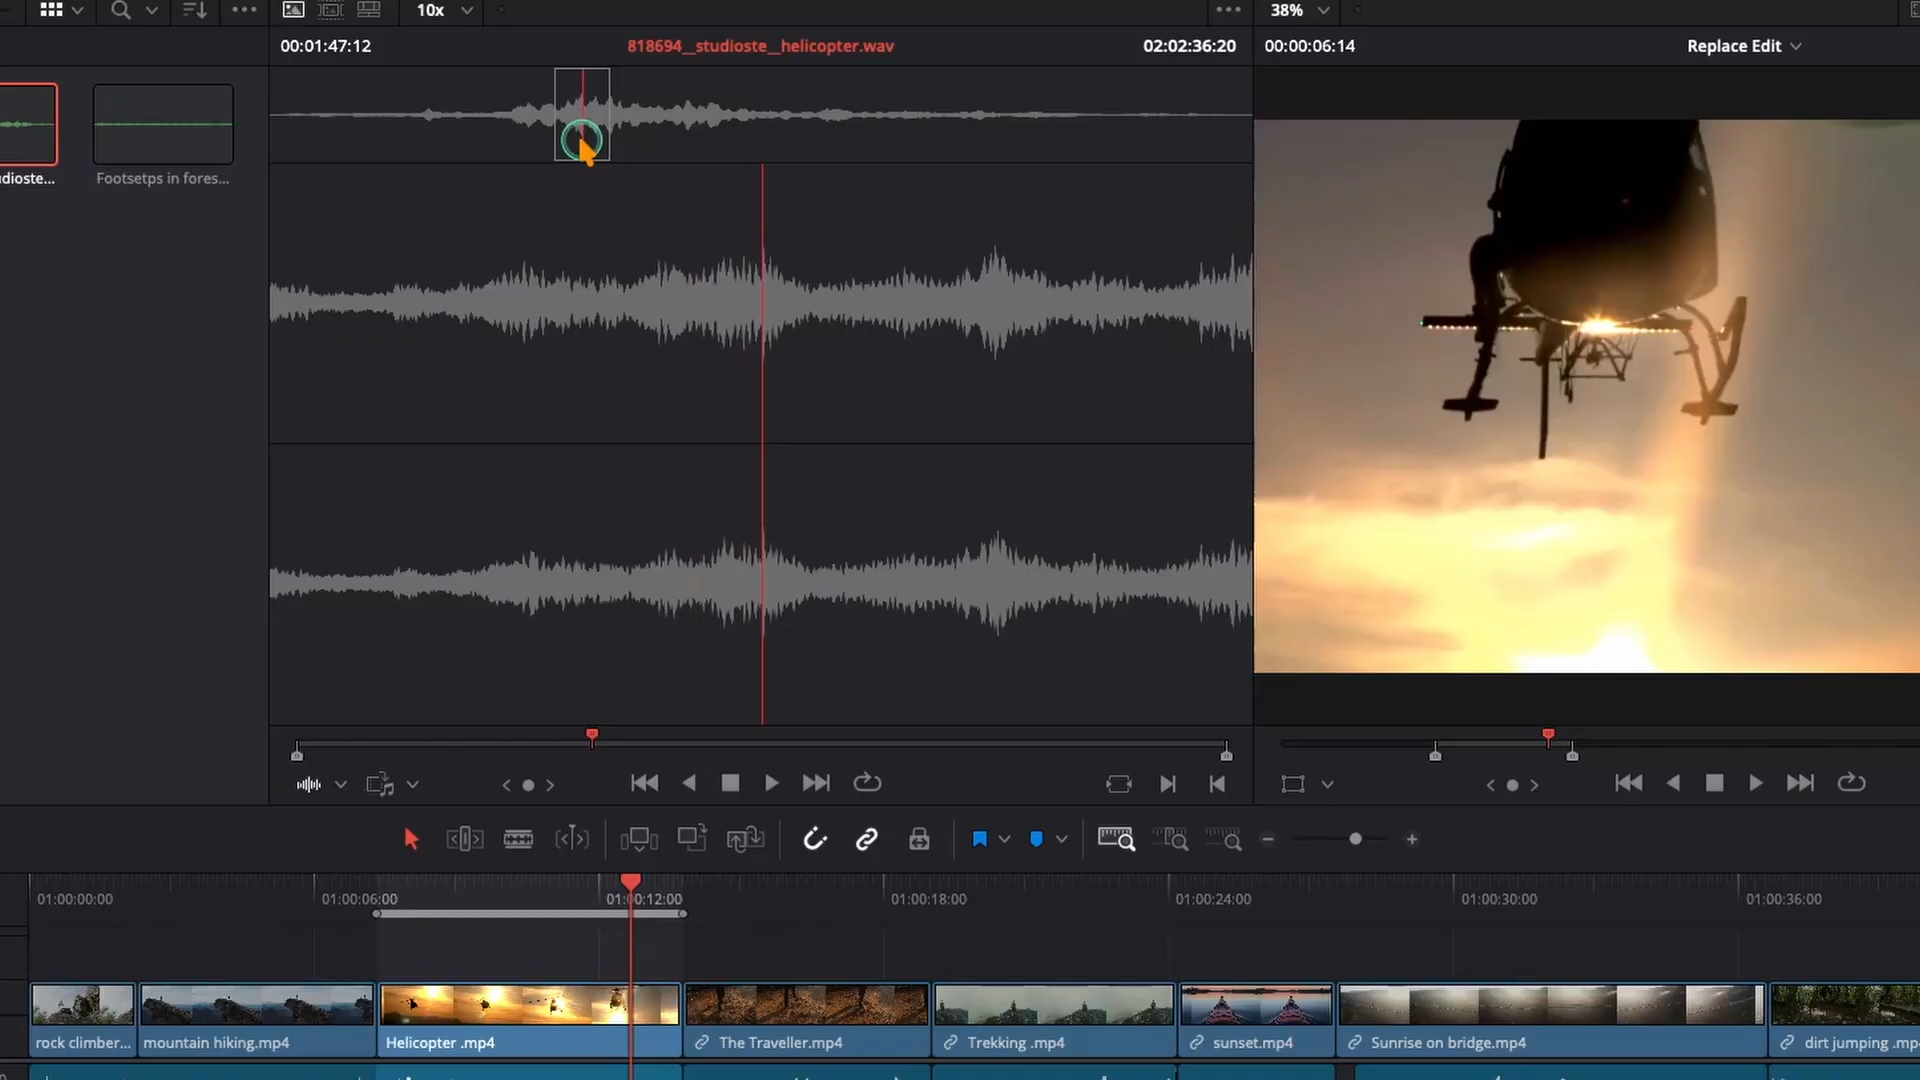 10x
38%
00:01:47:12
818694__studioste__helicopter.wav
02:02:36:20
00:00:06:14
Replace Edit
dioste...
Footsetps in fores...
01:00:00:00
01:00:06:00
01:00:12:00
01:00:18:00
01:00:24:00
01:00:30:00
01:00:36:00
rock climber...
mountain hiking.mp4
Helicopter .mp4
The Traveller.mp4
Trekking .mp4
sunset.mp4
Sunrise on bridge.mp4
dirt jumping .mp